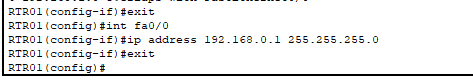 RTR01(config-if)#exit
RTR01(config)#int fa0/0
RTR01(config-if)#ip address 192.168.0.1 255.255.255.0
RTR01(config-if)#exit
RTR01(config)#